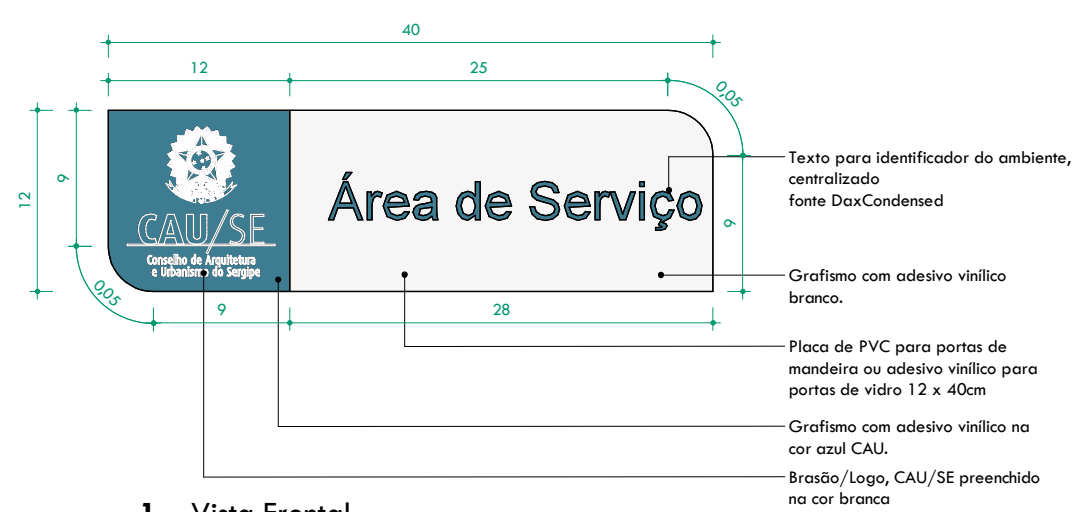 40
12
25
0,05
12
9
Área de Serviço
9
CAU/SE
Conselho de Arquitetura
e Urbanismo do Sergipe
0,05
9
28
Texto para identificador do ambiente,
centralizado
fonte DaxCondensed
Grafismo com adesivo vinílico
branco.
Placa de PVC para portas de
mandeira ou adesivo vinílico para
portas de vidro 12 x 40cm
Grafismo com adesivo vinílico na
cor azul CAU.
Brasão/Logo, CAU/SE preenchido
na cor branca
1 Vista Frontal